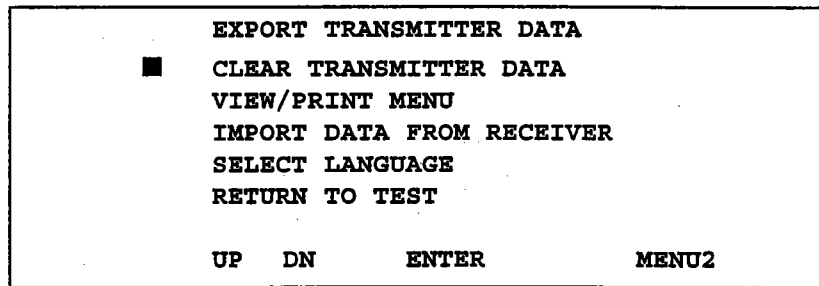 EXPORT TRANSMITTER DATA
CLEAR TRANSMITTER DATA
VIEW/PRINT MENU
IMPORT DATA FROM RECEIVER
SELECT LANGUAGE
RETURN TO TEST
UP DN ENTER MENU2